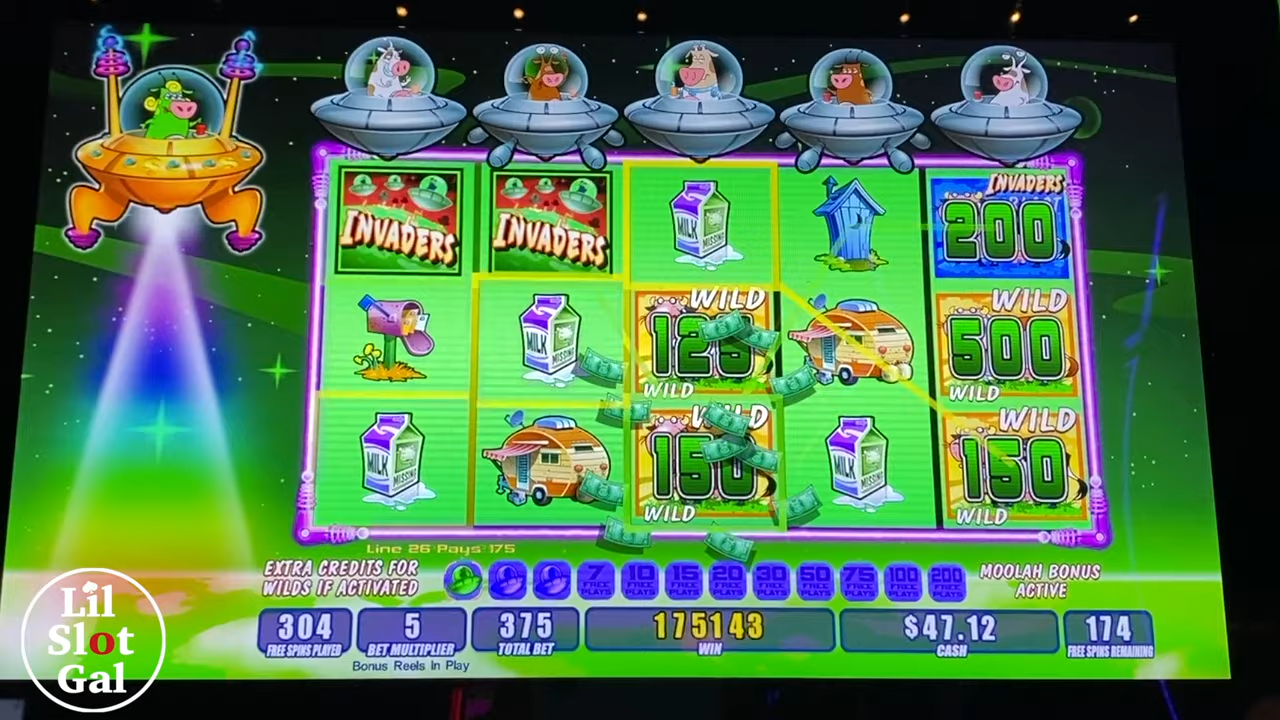 INVADERS
INVADERS
MILK
MISSING
INVADERS
200
MILK
MISSING
WILD
125
WILD
WILD
500
WILD
MILK
MISSING
WILD
150
WILD
MILK
MISSING
WILD
150
WILD
Line 26 Pays 175
EXTRA CREDITS FOR
WILDS IF ACTIVATED
7 FREE PLAYS
10 FREE PLAYS
15 FREE PLAYS
20 FREE PLAYS
30 FREE PLAYS
50 FREE PLAYS
75 FREE PLAYS
100 FREE PLAYS
200 FREE PLAYS
MOOLAH BONUS
ACTIVE
304
FREE SPINS PLAYED
5
BET MULTIPLIER
375
TOTAL BET
175143
WIN
$47.12
CASH
174
FREE SPINS REMAINING
Bonus Reels In Play
Lil
Slot
Gal